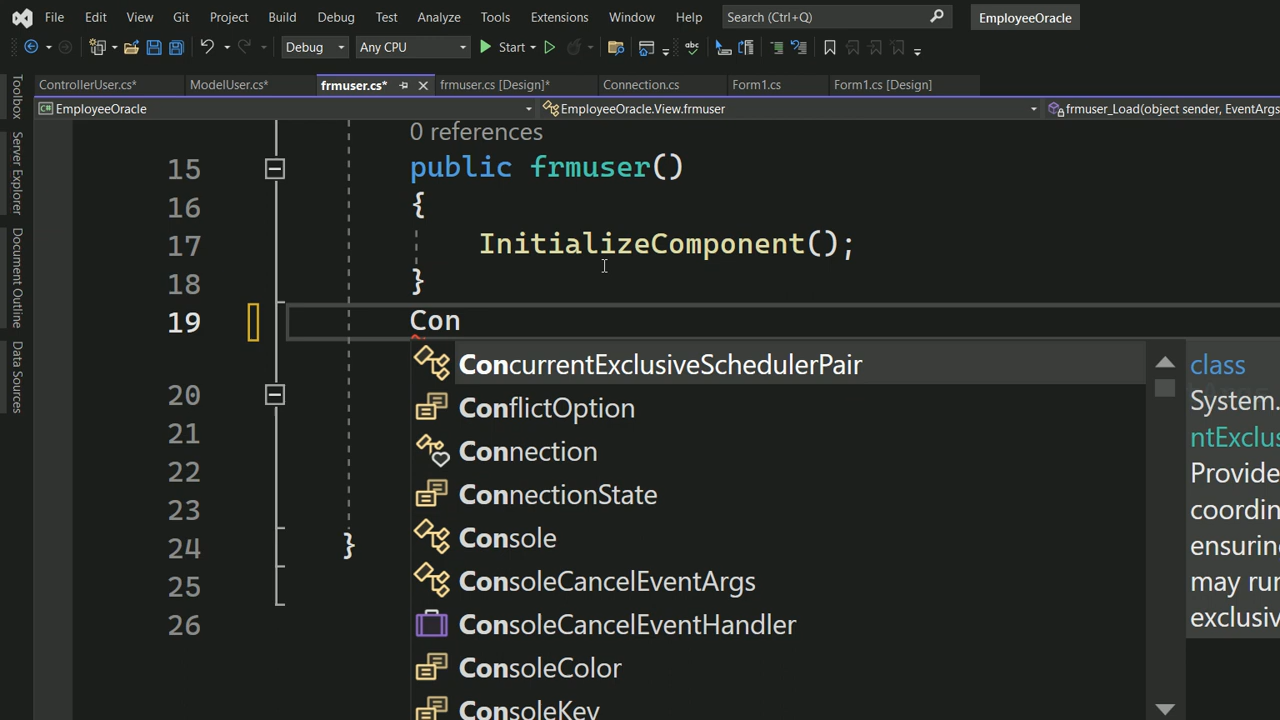 File Edit View Git Project Build Debug Test Analyze Tools Extensions Window Help Search (Ctrl+Q) EmployeeOracle
Debug Any CPU Start abc
ControllerUser.cs* ModelUser.cs* frmuser.cs* frmuser.cs [Design]* Connection.cs Form1.cs Form1.cs [Design]
C# EmployeeOracle EmployeeOracle.View.frmuser frmuser_Load(object sender, EventArgs
Toolbox
Server Explorer
Document Outline
Data Sources
0 references
15 public frmuser()
16 {
17 InitializeComponent();
18 }
19 Con
20
21
22
23
24 }
25
26
ConcurrentExclusiveSchedulerPair
ConflictOption
Connection
ConnectionState
Console
ConsoleCancelEventArgs
ConsoleCancelEventHandler
ConsoleColor
ConsoleKey
class
System.
ntExclus
Provide
coordin
ensuring
may run
exclusiv